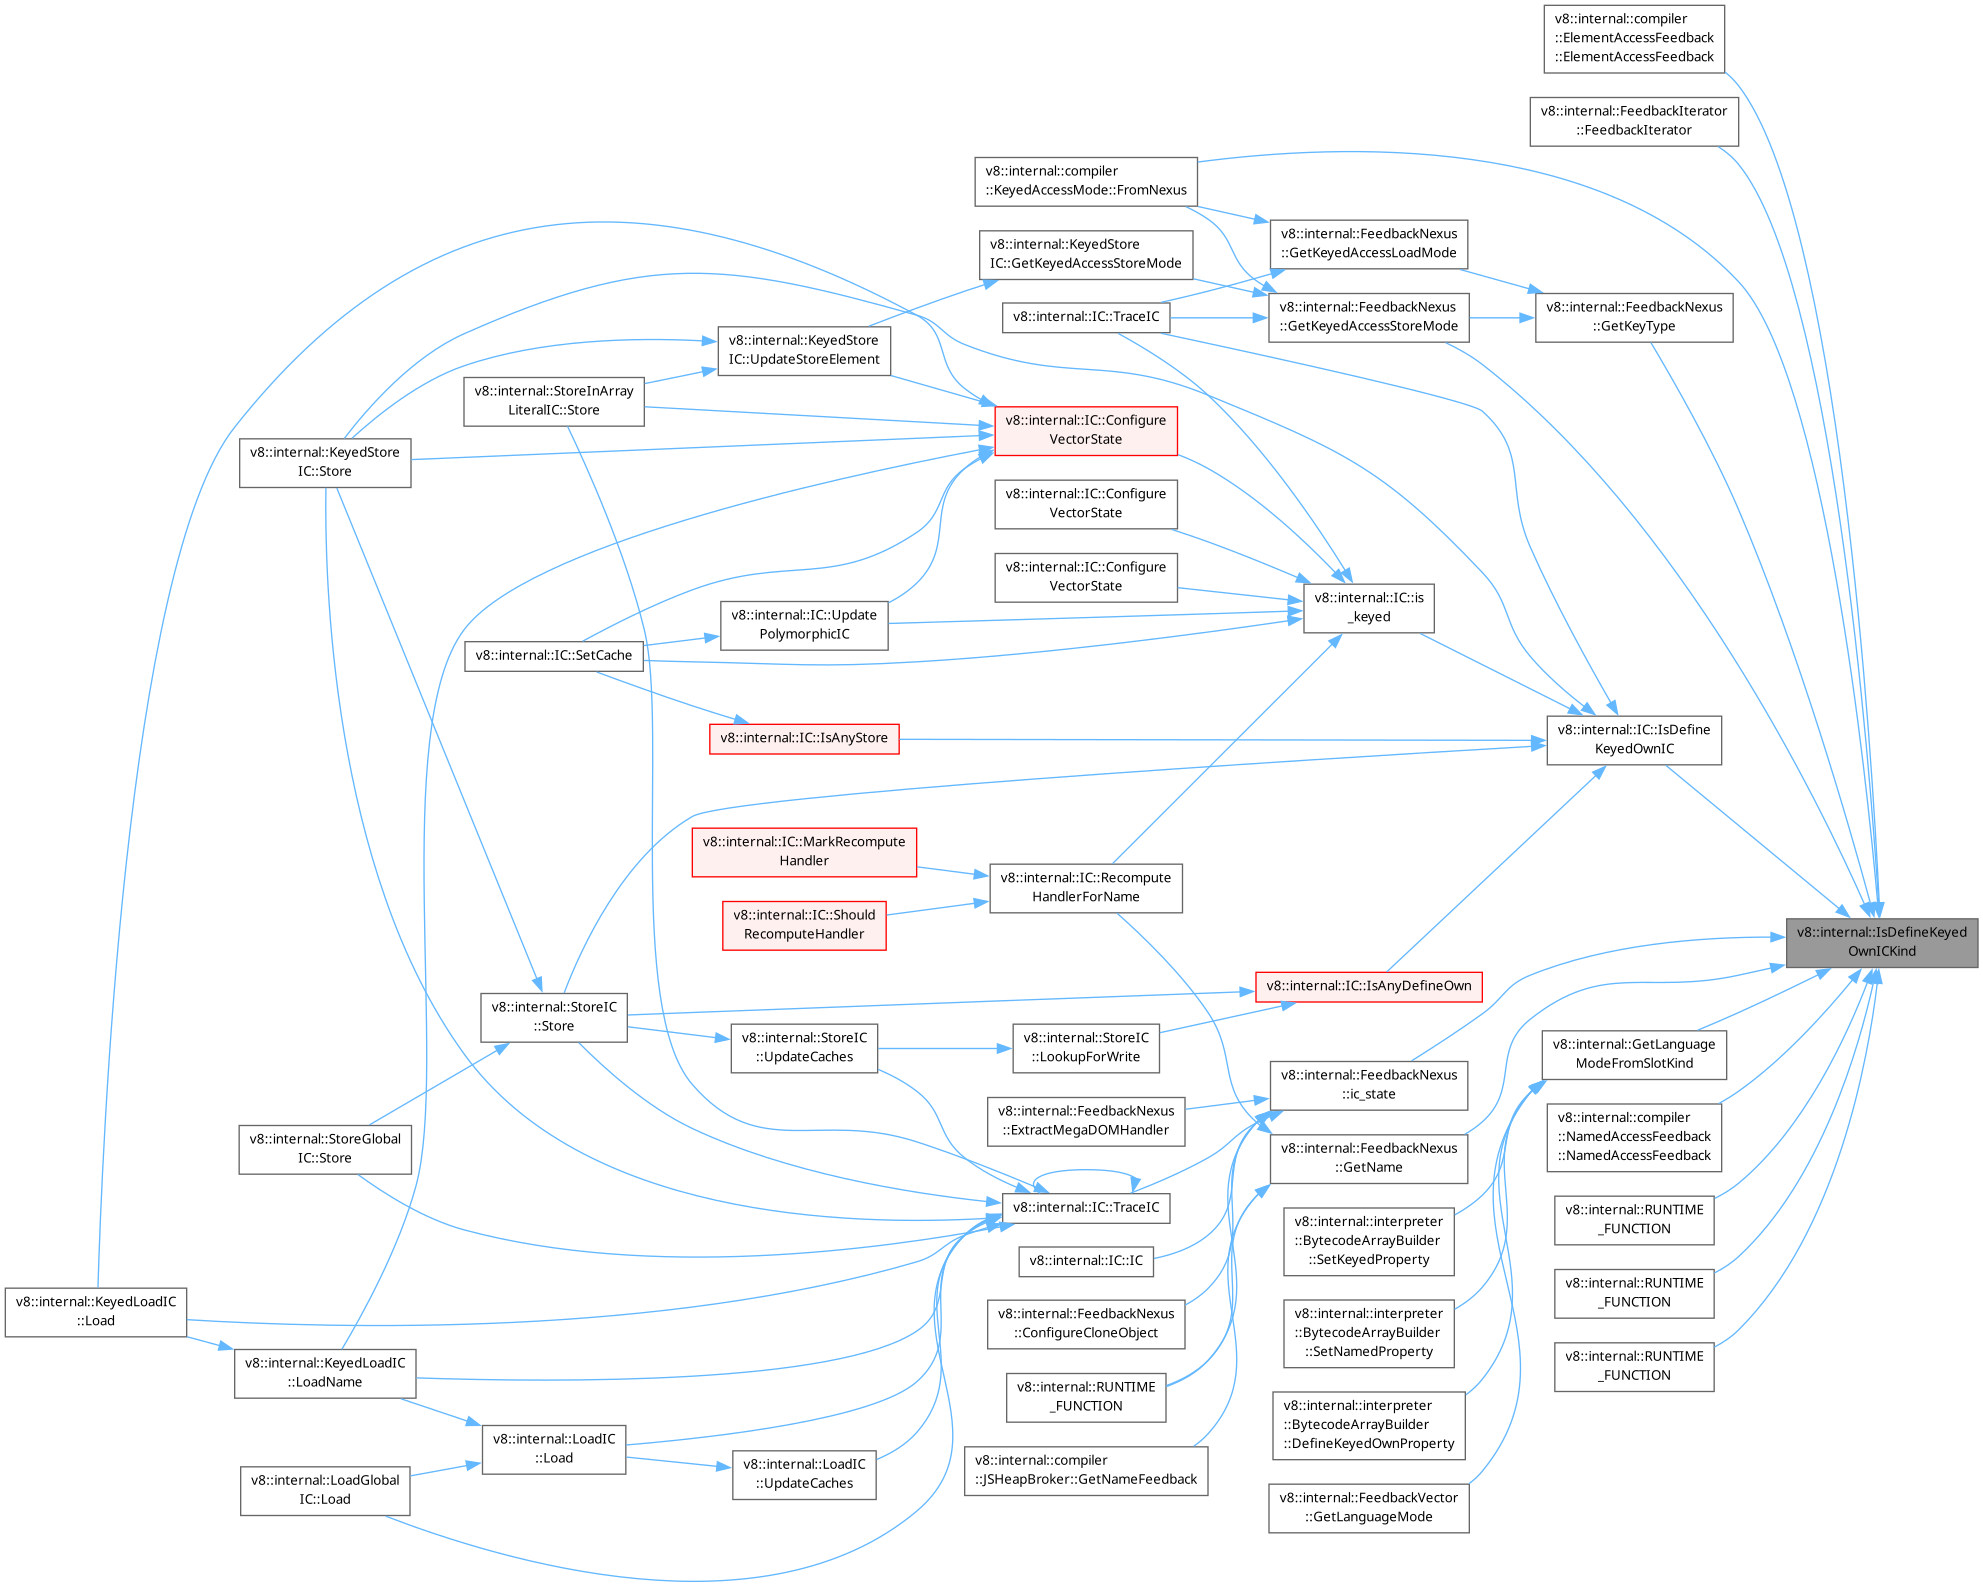 v8::internal::compiler
::ElementAccessFeedback
::ElementAccessFeedback
v8::internal::FeedbackIterator
::FeedbackIterator
v8::internal::compiler
::KeyedAccessMode::FromNexus
v8::internal::FeedbackNexus
::GetKeyedAccessLoadMode
v8::internal::KeyedStore
IC::GetKeyedAccessStoreMode
v8::internal::IC::TraceIC
v8::internal::FeedbackNexus
::GetKeyedAccessStoreMode
v8::internal::FeedbackNexus
::GetKeyType
v8::internal::KeyedStore
IC::UpdateStoreElement
v8::internal::StoreInArray
LiteralIC::Store
v8::internal::IC::Configure
VectorState
v8::internal::KeyedStore
IC::Store
v8::internal::IC::Configure
VectorState
v8::internal::IC::Configure
VectorState
v8::internal::IC::is
_keyed
v8::internal::IC::Update
PolymorphicIC
v8::internal::IC::SetCache
v8::internal::IC::IsAnyStore
v8::internal::IC::IsDefine
KeyedOwnIC
v8::internal::IC::MarkRecompute
Handler
v8::internal::IC::Recompute
HandlerForName
v8::internal::IC::Should
RecomputeHandler
v8::internal::IsDefineKeyed
OwnICKind
v8::internal::IC::IsAnyDefineOwn
v8::internal::StoreIC
::Store
v8::internal::StoreIC
::UpdateCaches
v8::internal::StoreIC
::LookupForWrite
v8::internal::GetLanguage
ModeFromSlotKind
v8::internal::FeedbackNexus
::ic_state
v8::internal::FeedbackNexus
::ExtractMegaDOMHandler
v8::internal::compiler
::NamedAccessFeedback
::NamedAccessFeedback
v8::internal::StoreGlobal
IC::Store
v8::internal::FeedbackNexus
::GetName
v8::internal::IC::TraceIC
v8::internal::RUNTIME
_FUNCTION
v8::internal::interpreter
::BytecodeArrayBuilder
::SetKeyedProperty
v8::internal::IC::IC
v8::internal::RUNTIME
_FUNCTION
v8::internal::KeyedLoadIC
::Load
v8::internal::FeedbackNexus
::ConfigureCloneObject
v8::internal::interpreter
::BytecodeArrayBuilder
::SetNamedProperty
v8::internal::RUNTIME
_FUNCTION
v8::internal::KeyedLoadIC
::LoadName
v8::internal::RUNTIME
_FUNCTION
v8::internal::interpreter
::BytecodeArrayBuilder
::DefineKeyedOwnProperty
v8::internal::LoadIC
::Load
v8::internal::LoadIC
::UpdateCaches
v8::internal::compiler
::JSHeapBroker::GetNameFeedback
v8::internal::LoadGlobal
IC::Load
v8::internal::FeedbackVector
::GetLanguageMode